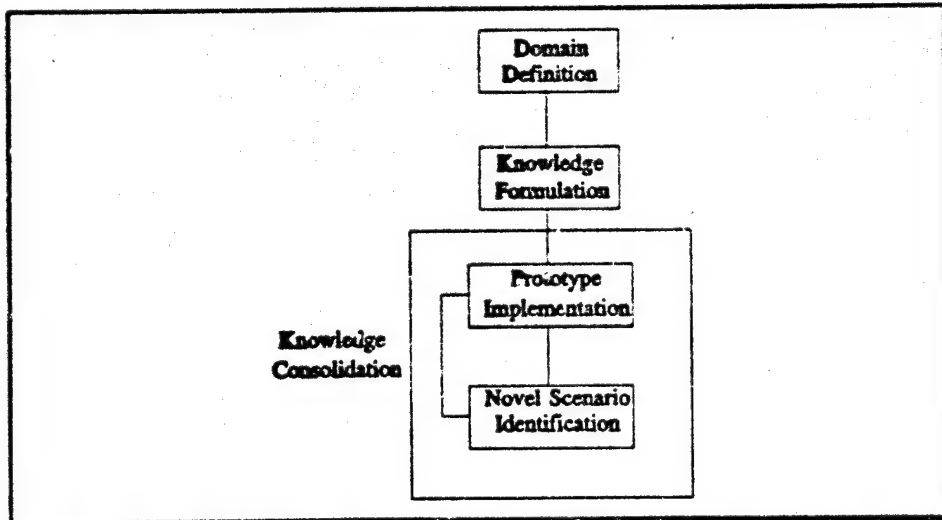 Domain
Definition
Knowledge
Formulation
Prototype
Implementation
Knowledge
Consolidation
Novel Scenario
Identification